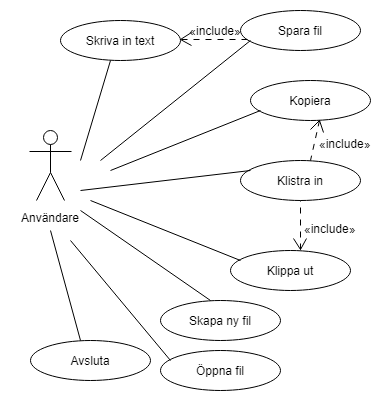 Skriva in text
«include»
Spara fil
Kopiera
«include»
Klistra in
Användare
«include»
Klippa ut
Skapa ny fil
Avsluta
Öppna fil